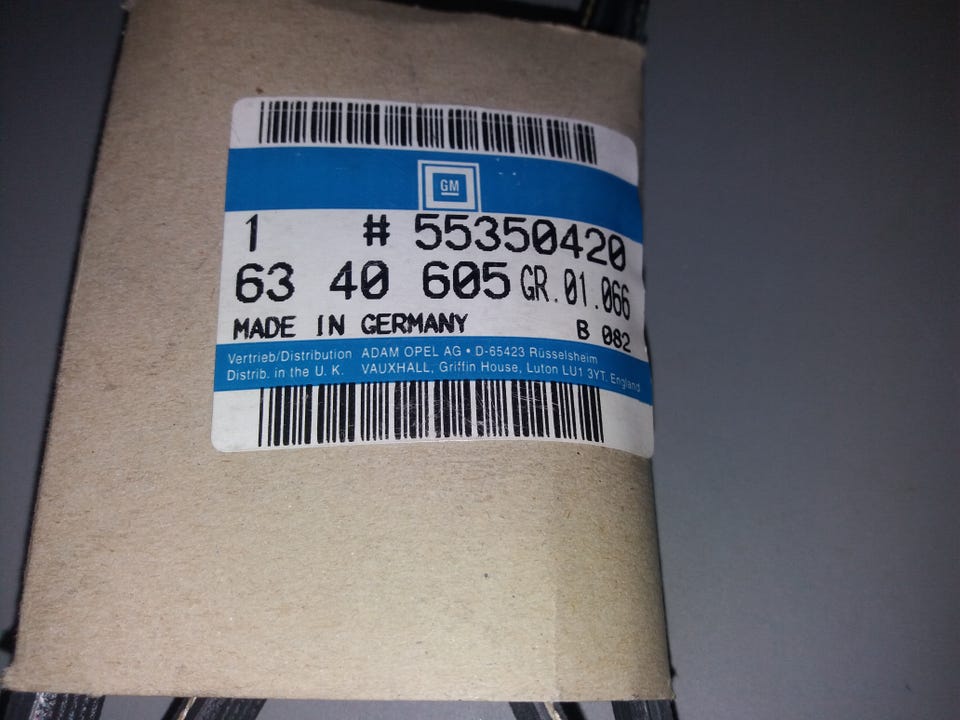 GM
1 # 55350420
63 40 605 GR.01.066
MADE IN GERMANY B 082
Vertrieb/Distribution ADAM OPEL AG • D-65423 Rüsselsheim
Distrib. in the U. K. VAUXHALL, Griffin House, Luton LU1 3YT. England